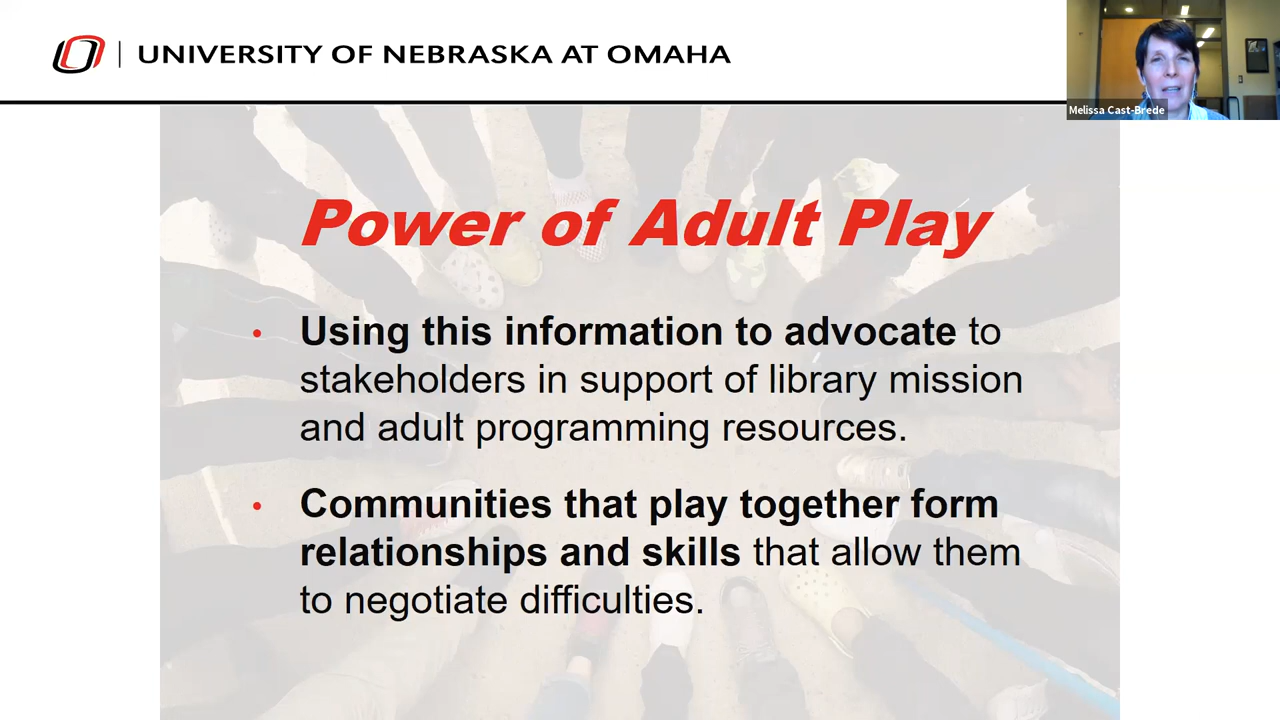 UNIVERSITY OF NEBRASKA AT OMAHA
Melissa Cast-Brede
Power of Adult Play
• Using this information to advocate to
stakeholders in support of library mission
and adult programming resources.
• Communities that play together form
relationships and skills that allow them
to negotiate difficulties.